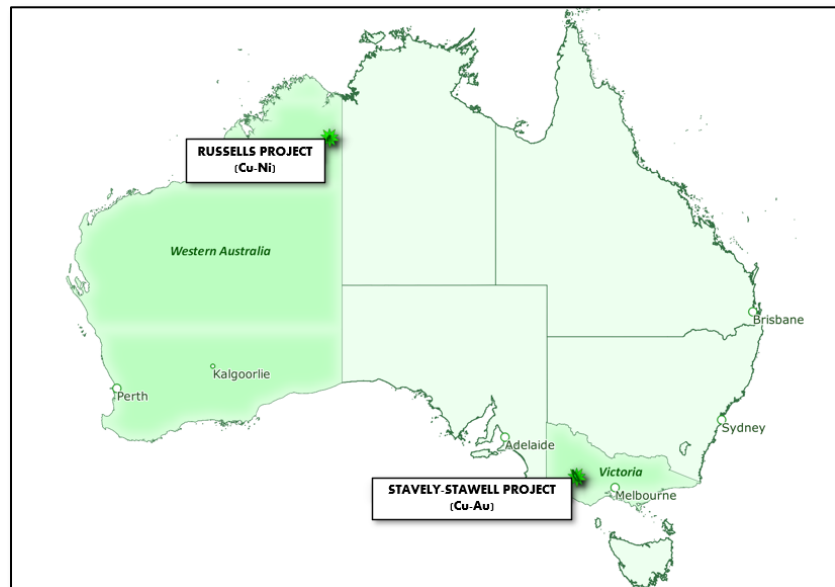 RUSSELLS PROJECT
(Cu-Ni)
Western Australia
Brisbane
Kalgoorlie
Perth
Sydney
Adelaide
Victoria
STAVELY-STAWELL PROJECT
(Cu-Au)
Melbourne